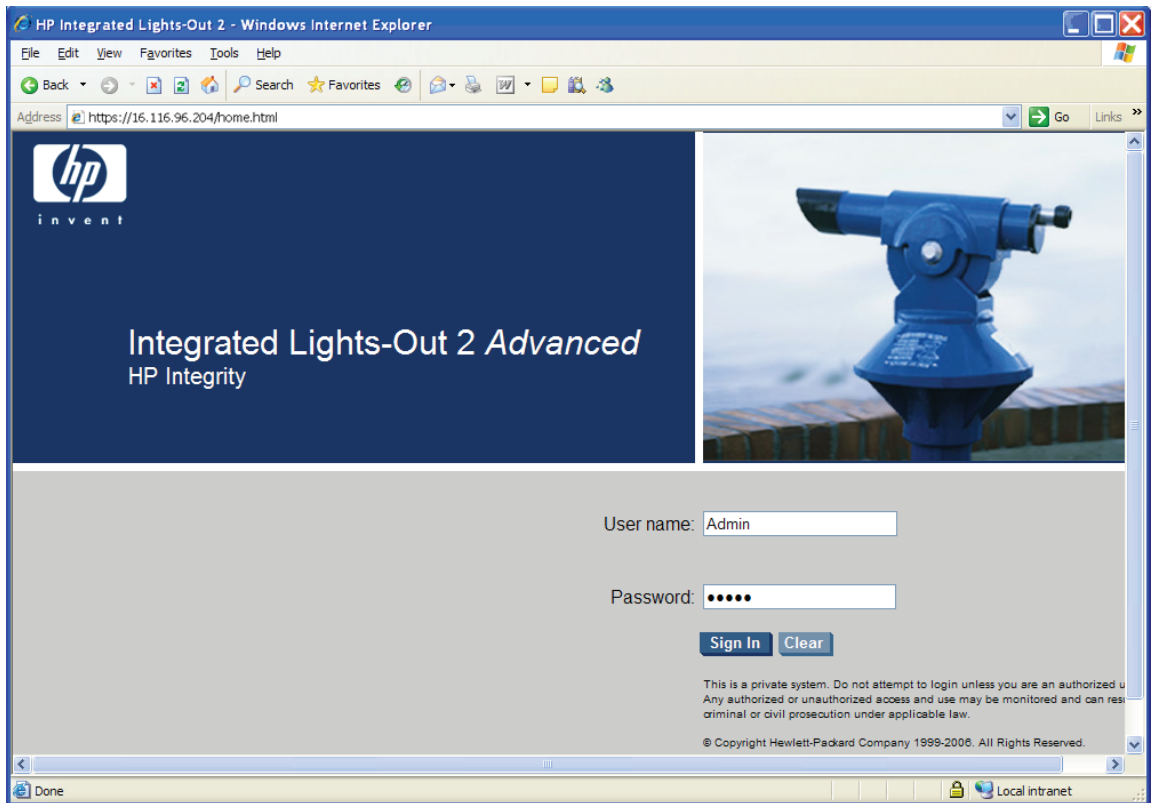 HP Integrated Lights-Out 2 - Windows Internet Explorer
File Edit View Favorites Tools Help
Back Search Favorites W
Address https://16.116.96.204/home.html Go Links »
hp
invent
Integrated Lights-Out 2 Advanced
HP Integrity
User name: Admin
Password: •••••
Sign In Clear
This is a private system. Do not attempt to login unless you are an authorized u
Any authorized or unauthorized access and use may be monitored and can res
criminal or civil prosecution under applicable law.
© Copyright Hewlett-Packard Company 1999-2006. All Rights Reserved.
Done Local intranet